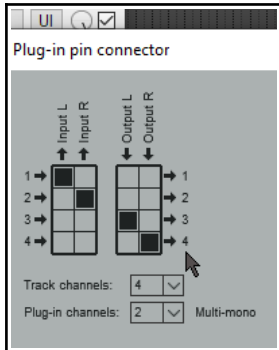 UI
Plug-in pin connector
Input L
Input R
Output L
Output R
1
2
3
4
1
2
3
4
Track channels: 4
Plug-in channels: 2 Multi-mono